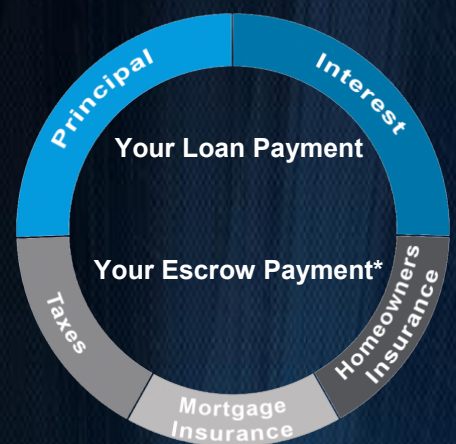 Principal
Interest
Your Loan Payment
Your Escrow Payment*
Taxes
Homeowners
Insurance
Mortgage
Insurance